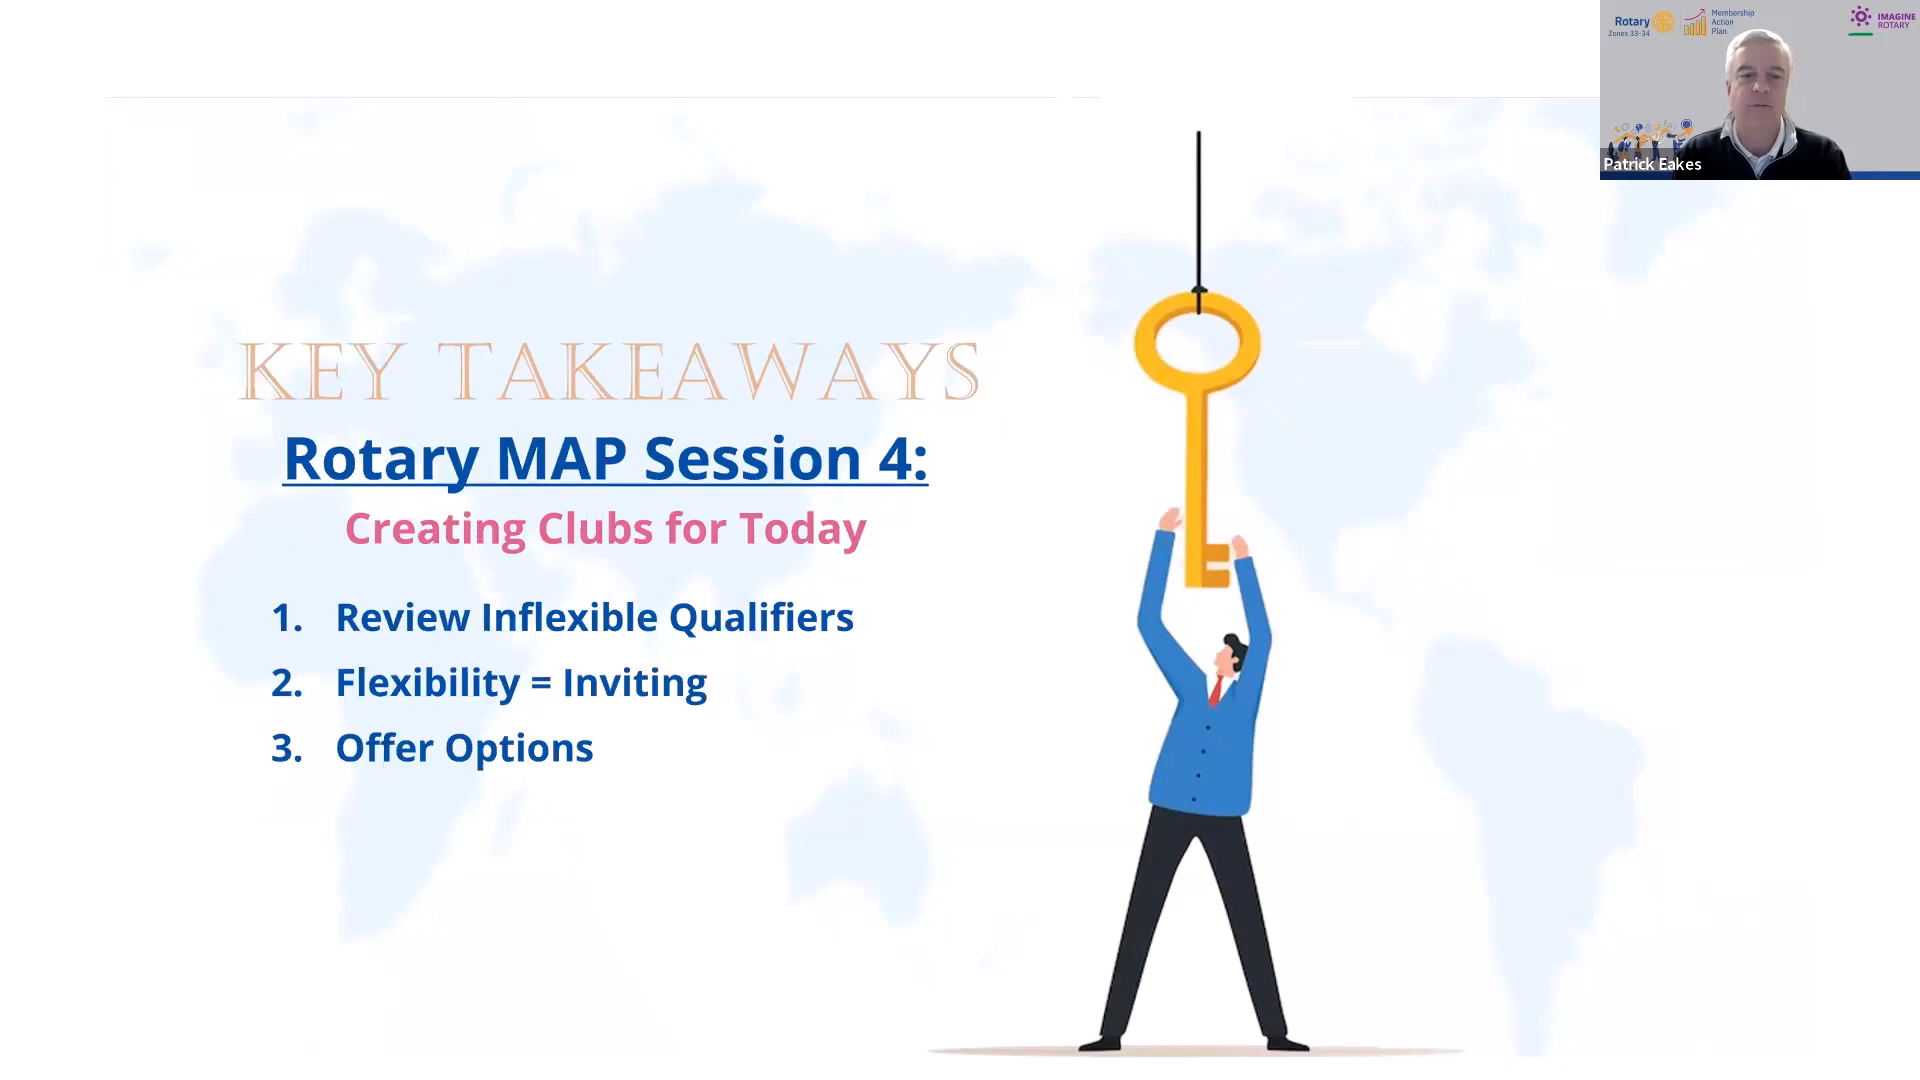 Rotary
Zones 33-34
Membership
Action
Plan
IMAGINE
ROTARY
Patrick Eakes
KEY TAKEAWAYS
Rotary MAP Session 4:
Creating Clubs for Today
1. Review Inflexible Qualifiers
2. Flexibility = Inviting
3. Offer Options